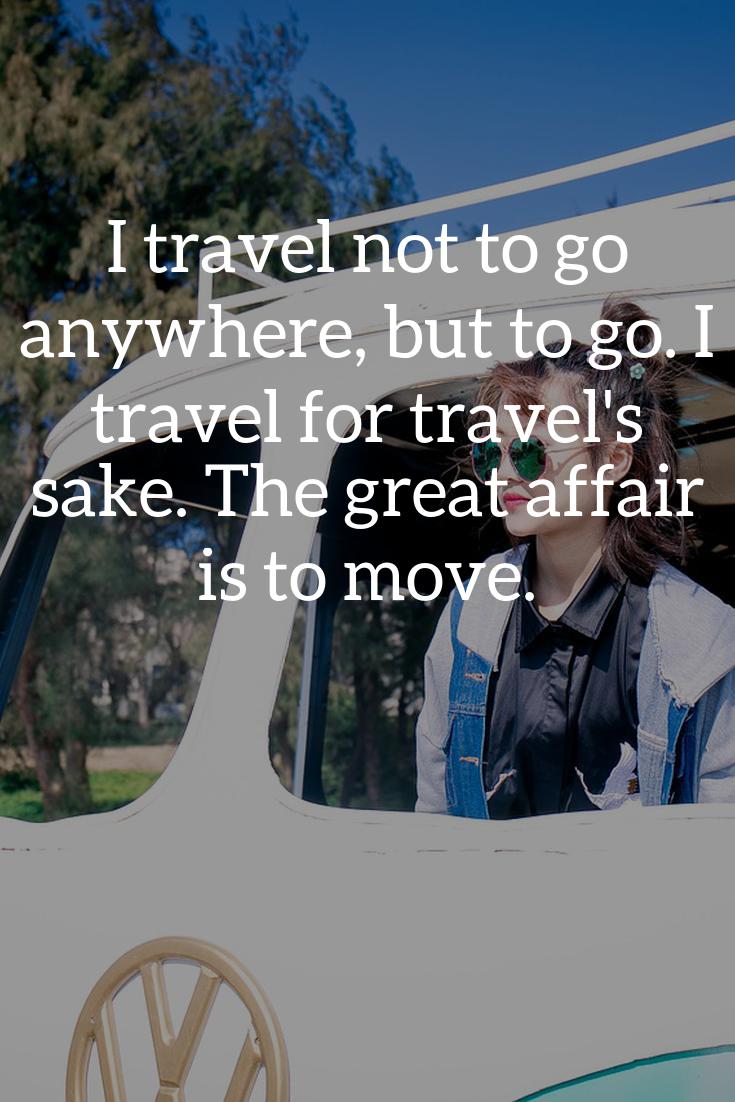 I travel not to go
anywhere, but to go. I
travel for travel's
sake. The great affair
is to move.